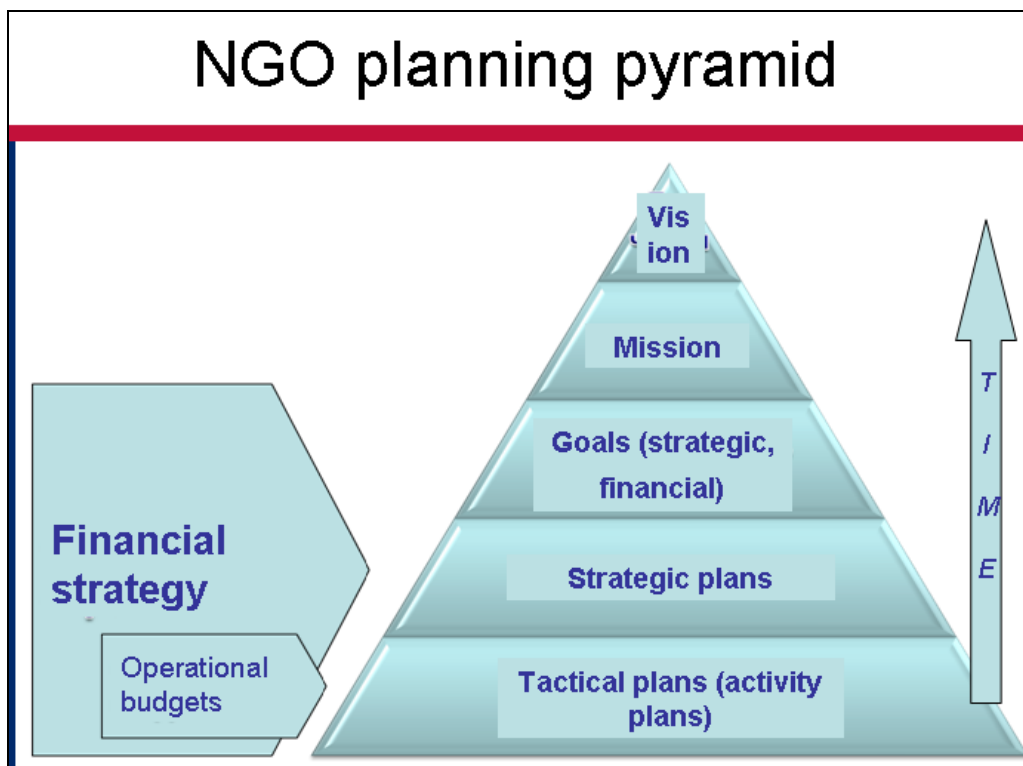 NGO planning pyramid
Vis
ion
Mission
Goals (strategic,
financial)
Strategic plans
Tactical plans (activity
plans)
Financial
strategy
Operational
budgets
T
I
M
E